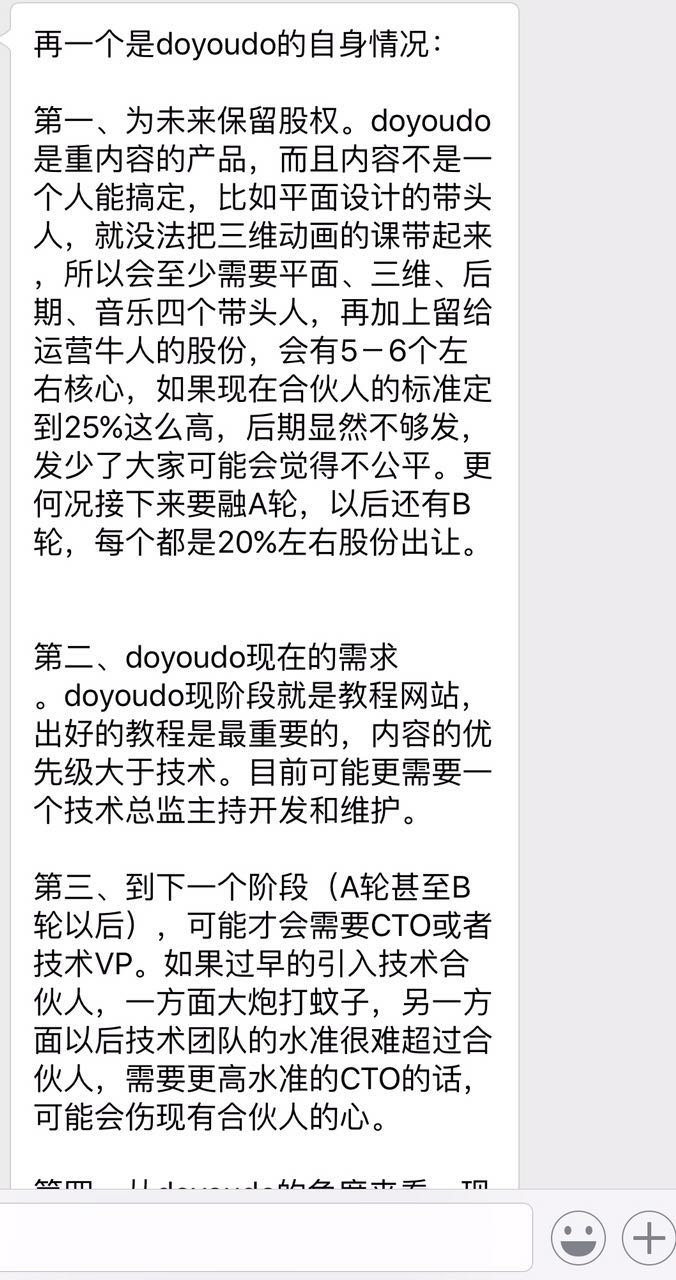 再一个是doyoudo的自身情况：
第一、为未来保留股权。doyoudo
是重内容的产品，而且内容不是一
个人能搞定，比如平面设计的带头
人，就没法把三维动画的课带起来
，所以会至少需要平面、三维、后
期、音乐四个带头人，再加上留给
运营牛人的股份，会有5－6个左
右核心，如果现在合伙人的标准定
到25%这么高，后期显然不够发，
发少了大家可能会觉得不公平。更
何况接下来要融A轮，以后还有B
轮，每个都是20%左右股份出让。
第二、doyoudo现在的需求
。doyoudo现阶段就是教程网站，
出好的教程是最重要的，内容的优
先级大于技术。目前可能更需要一
个技术总监主持开发和维护。
第三、到下一个阶段（A轮甚至B
轮以后），可能才会需要CTO或者
技术VP。如果过早的引入技术合
伙人，一方面大炮打蚊子，另一方
面以后技术团队的水准很难超过合
伙人，需要更高水准的CTO的话，
可能会伤现有合伙人的心。
第四、从doyoudo的角度来看，现